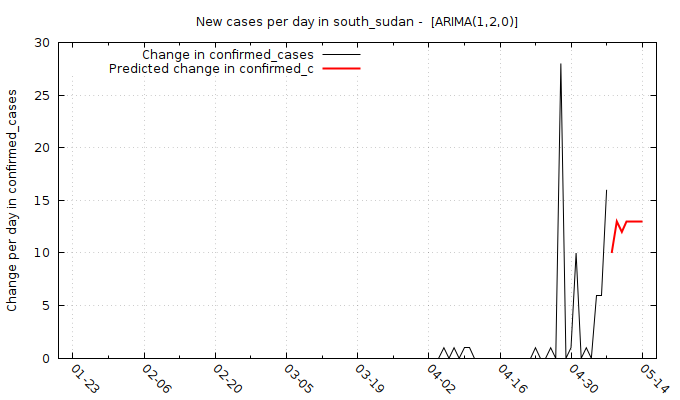 New cases per day in south_sudan - [ARIMA(1,2,0)]
Change in confirmed_cases
Predicted change in confirmed_c
Change per day in confirmed_cases
30
25
20
15
10
5
0
01-23 02-06 02-20 03-05 03-19 04-02 04-16 04-30 05-14